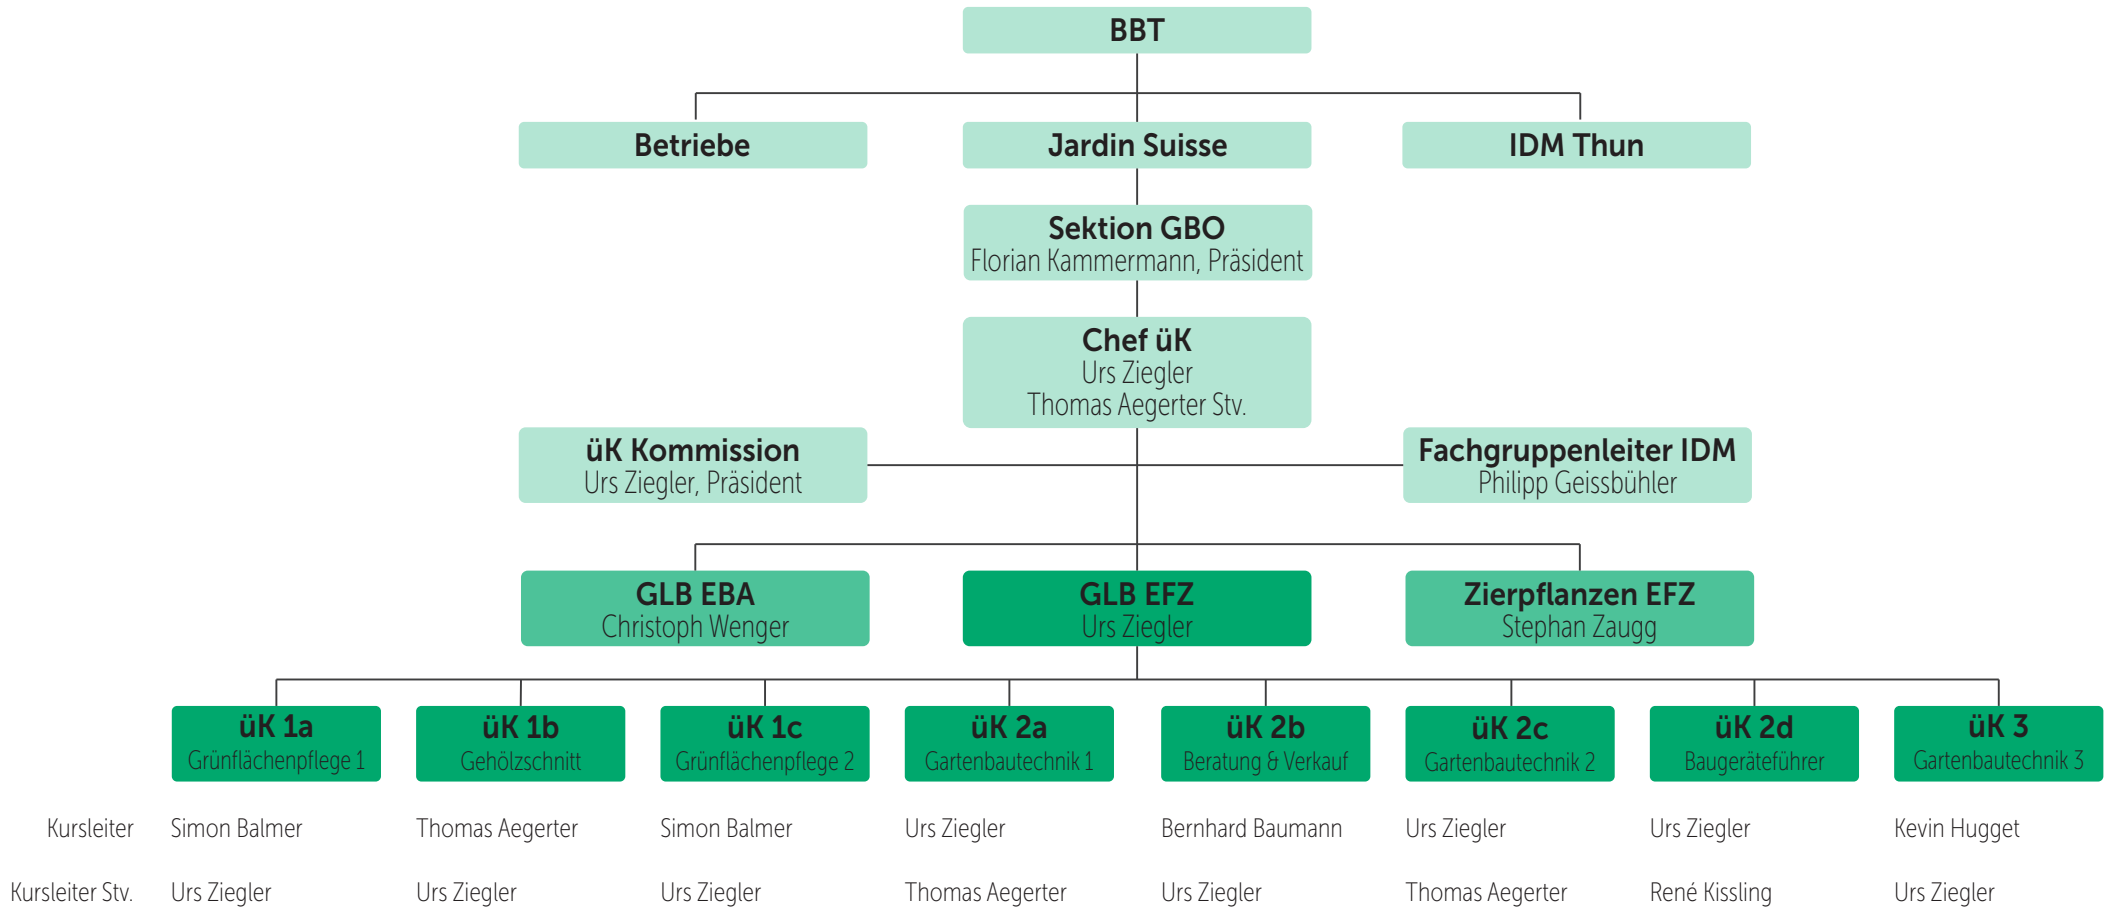 BBT
Betriebe
Jardin Suisse
IDM Thun
Sektion GBO
Florian Kammermann, Präsident
Chef üK
Urs Ziegler
Thomas Aegerter Stv.
üK Kommission
Urs Ziegler, Präsident
Fachgruppenleiter IDM
Philipp Geissbühler
GLB EBA
Christoph Wenger
GLB EFZ
Urs Ziegler
Zierpflanzen EFZ
Stephan Zaugg
üK 1a
Grünflächenpflege 1
üK 1b
Gehölzschnitt
üK 1c
Grünflächenpflege 2
üK 2a
Gartenbautechnik 1
üK 2b
Beratung & Verkauf
üK 2c
Gartenbautechnik 2
üK 2d
Baugeräteführer
üK 3
Gartenbautechnik 3
Kursleiter Simon Balmer Thomas Aegerter Simon Balmer Urs Ziegler Bernhard Baumann Urs Ziegler Urs Ziegler Kevin Hugget
Kursleiter Stv. Urs Ziegler Urs Ziegler Urs Ziegler Thomas Aegerter Urs Ziegler Thomas Aegerter René Kissling Urs Ziegler